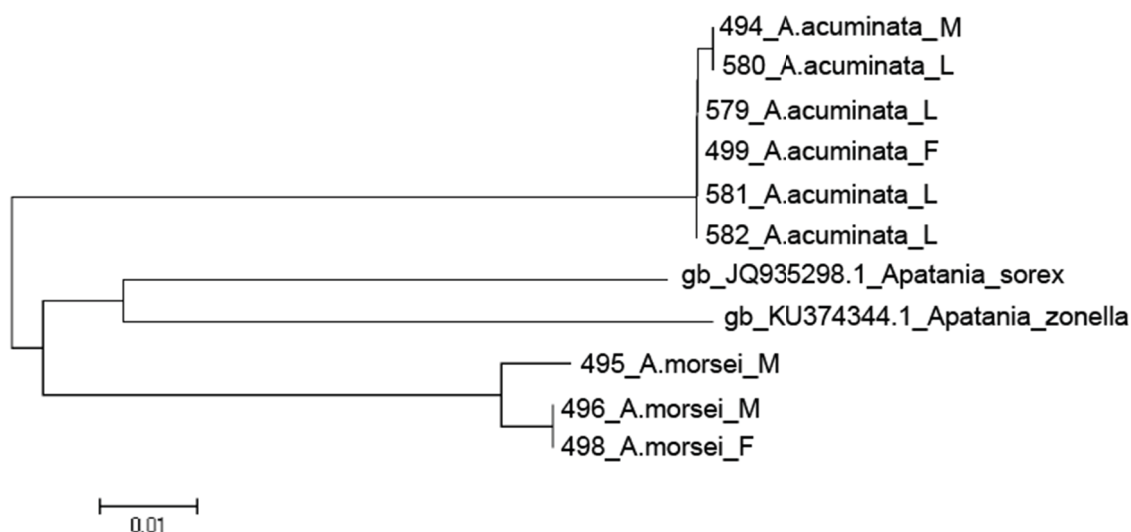 494_A.acuminata_M
580_A.acuminata_L
579_A.acuminata_L
499_A.acuminata_F
581_A.acuminata_L
582_A.acuminata_L
gb_JQ935298.1_Apatania_sorex
gb_KU374344.1_Apatania_zonella
495_A.morsei_M
496_A.morsei_M
498_A.morsei_F
0.01